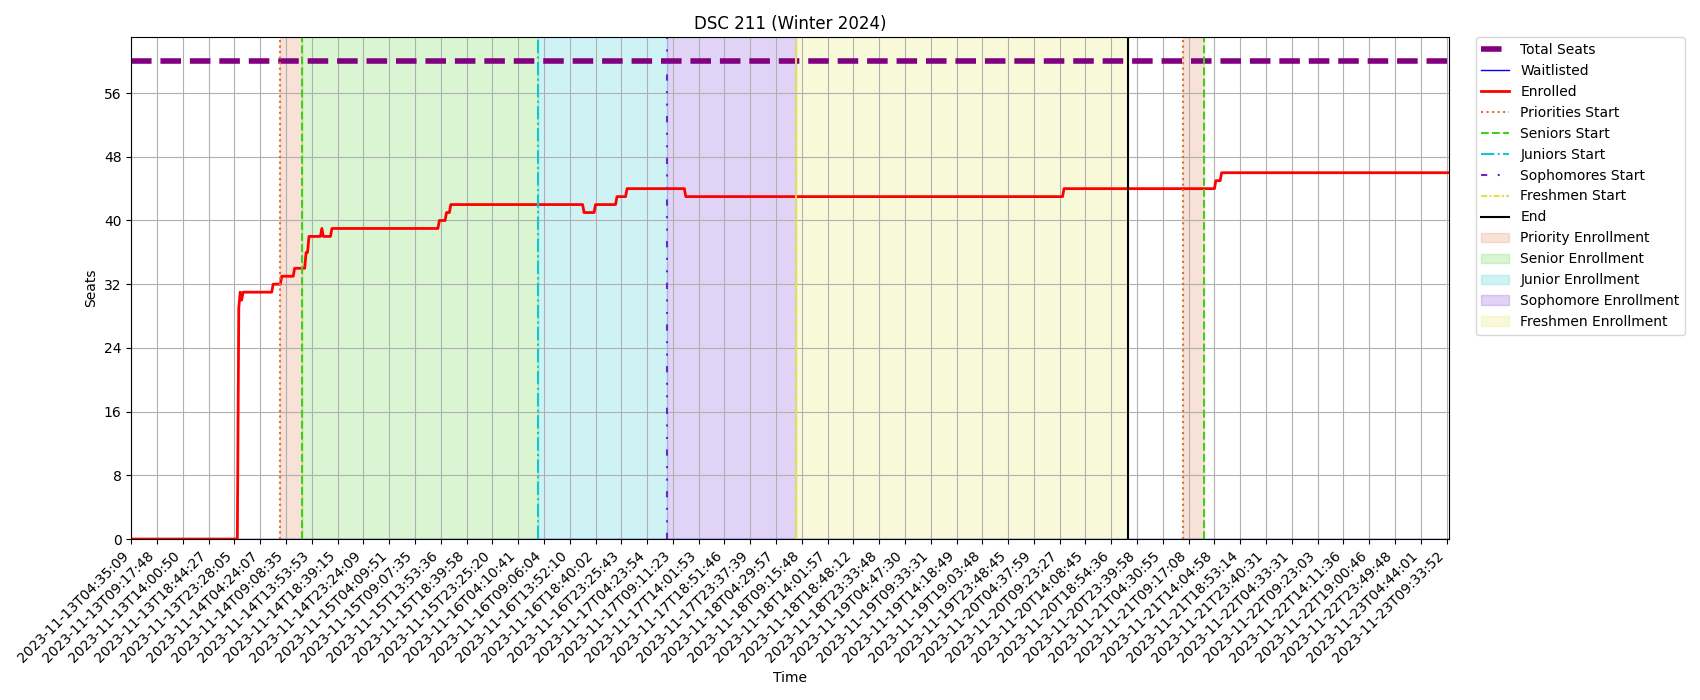 DSC 211 (Winter 2024)
Total Seats
Waitlisted
Enrolled
Priorities Start
Seniors Start
Juniors Start
Sophomores Start
Freshmen Start
End
Priority Enrollment
Senior Enrollment
Junior Enrollment
Sophomore Enrollment
Freshmen Enrollment
Seats
56
48
40
32
24
16
8
0
2023-11-13T04:35:09
2023-11-13T09:17:48
2023-11-13T14:00:50
2023-11-13T18:44:27
2023-11-13T23:28:05
2023-11-14T04:24:07
2023-11-14T09:08:35
2023-11-14T13:53:53
2023-11-14T18:39:15
2023-11-14T23:24:09
2023-11-15T04:09:51
2023-11-15T09:07:35
2023-11-15T13:53:36
2023-11-15T18:39:58
2023-11-15T23:25:20
2023-11-16T04:10:41
2023-11-16T09:06:04
2023-11-16T13:52:10
2023-11-16T18:40:02
2023-11-16T23:25:43
2023-11-17T04:23:54
2023-11-17T09:11:23
2023-11-17T14:01:53
2023-11-17T18:51:46
2023-11-17T23:37:39
2023-11-18T04:29:57
2023-11-18T09:15:48
2023-11-18T14:01:57
2023-11-18T18:48:12
2023-11-18T23:33:48
2023-11-19T04:47:30
2023-11-19T09:33:31
2023-11-19T14:18:49
2023-11-19T19:03:48
2023-11-19T23:48:45
2023-11-20T04:37:59
2023-11-20T09:23:27
2023-11-20T14:08:45
2023-11-20T18:54:36
2023-11-20T23:39:58
2023-11-21T04:30:55
2023-11-21T09:17:08
2023-11-21T14:04:58
2023-11-21T18:53:14
2023-11-21T23:40:31
2023-11-22T04:33:31
2023-11-22T09:23:03
2023-11-22T14:11:36
2023-11-22T19:00:46
2023-11-22T23:49:48
2023-11-23T04:44:01
2023-11-23T09:33:52
Time